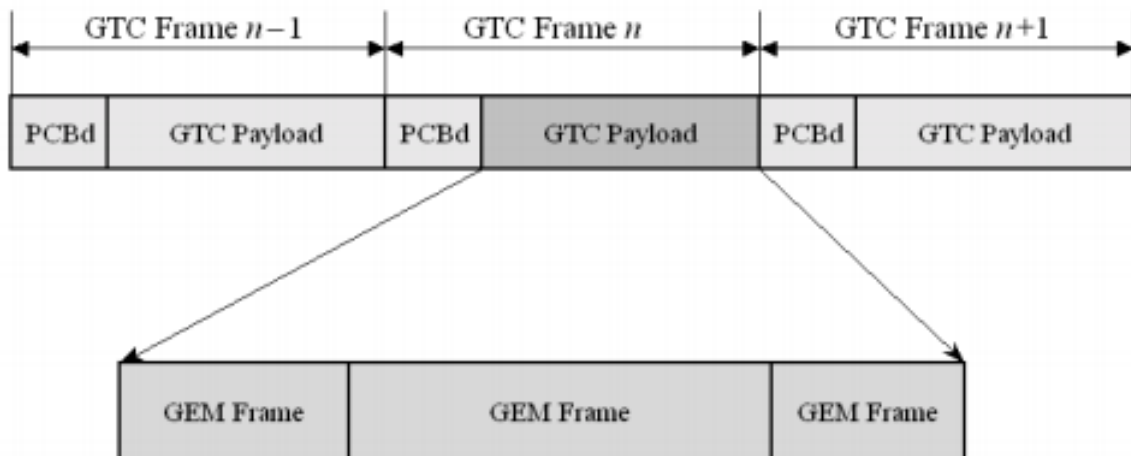 GTC Frame n–1 GTC Frame n GTC Frame n+1
PCBd GTC Payload PCBd GTC Payload PCBd GTC Payload
GEM Frame GEM Frame GEM Frame